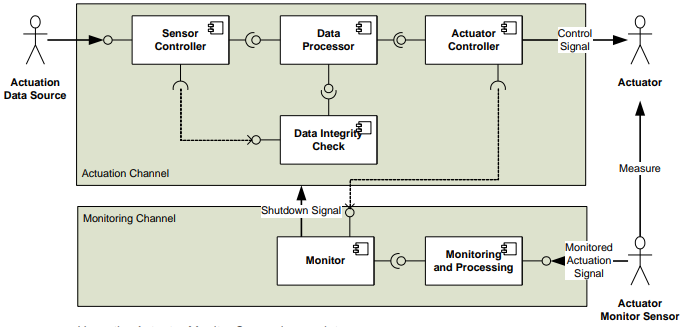 Sensor
Controller
Data
Processor
Actuator
Controller
Control
Signal
Actuation
Data Source
Actuator
Data Integrity
Check
Actuation Channel
Measure
Shutdown Signal
Monitoring Channel
Monitor
Monitoring
and Processing
Monitored
Actuation
Signal
Actuator
Monitor Sensor